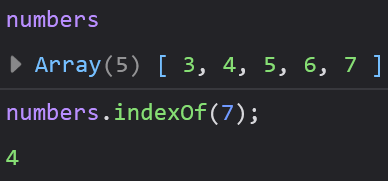 numbers
▶ Array(5) [ 3, 4, 5, 6, 7 ]
numbers.indexOf(7);
4